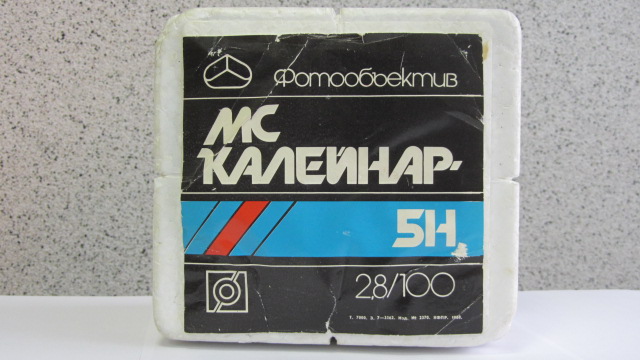 Фотообъектив
МС
КАЛЕЙНАР-
5Н
2,8/100